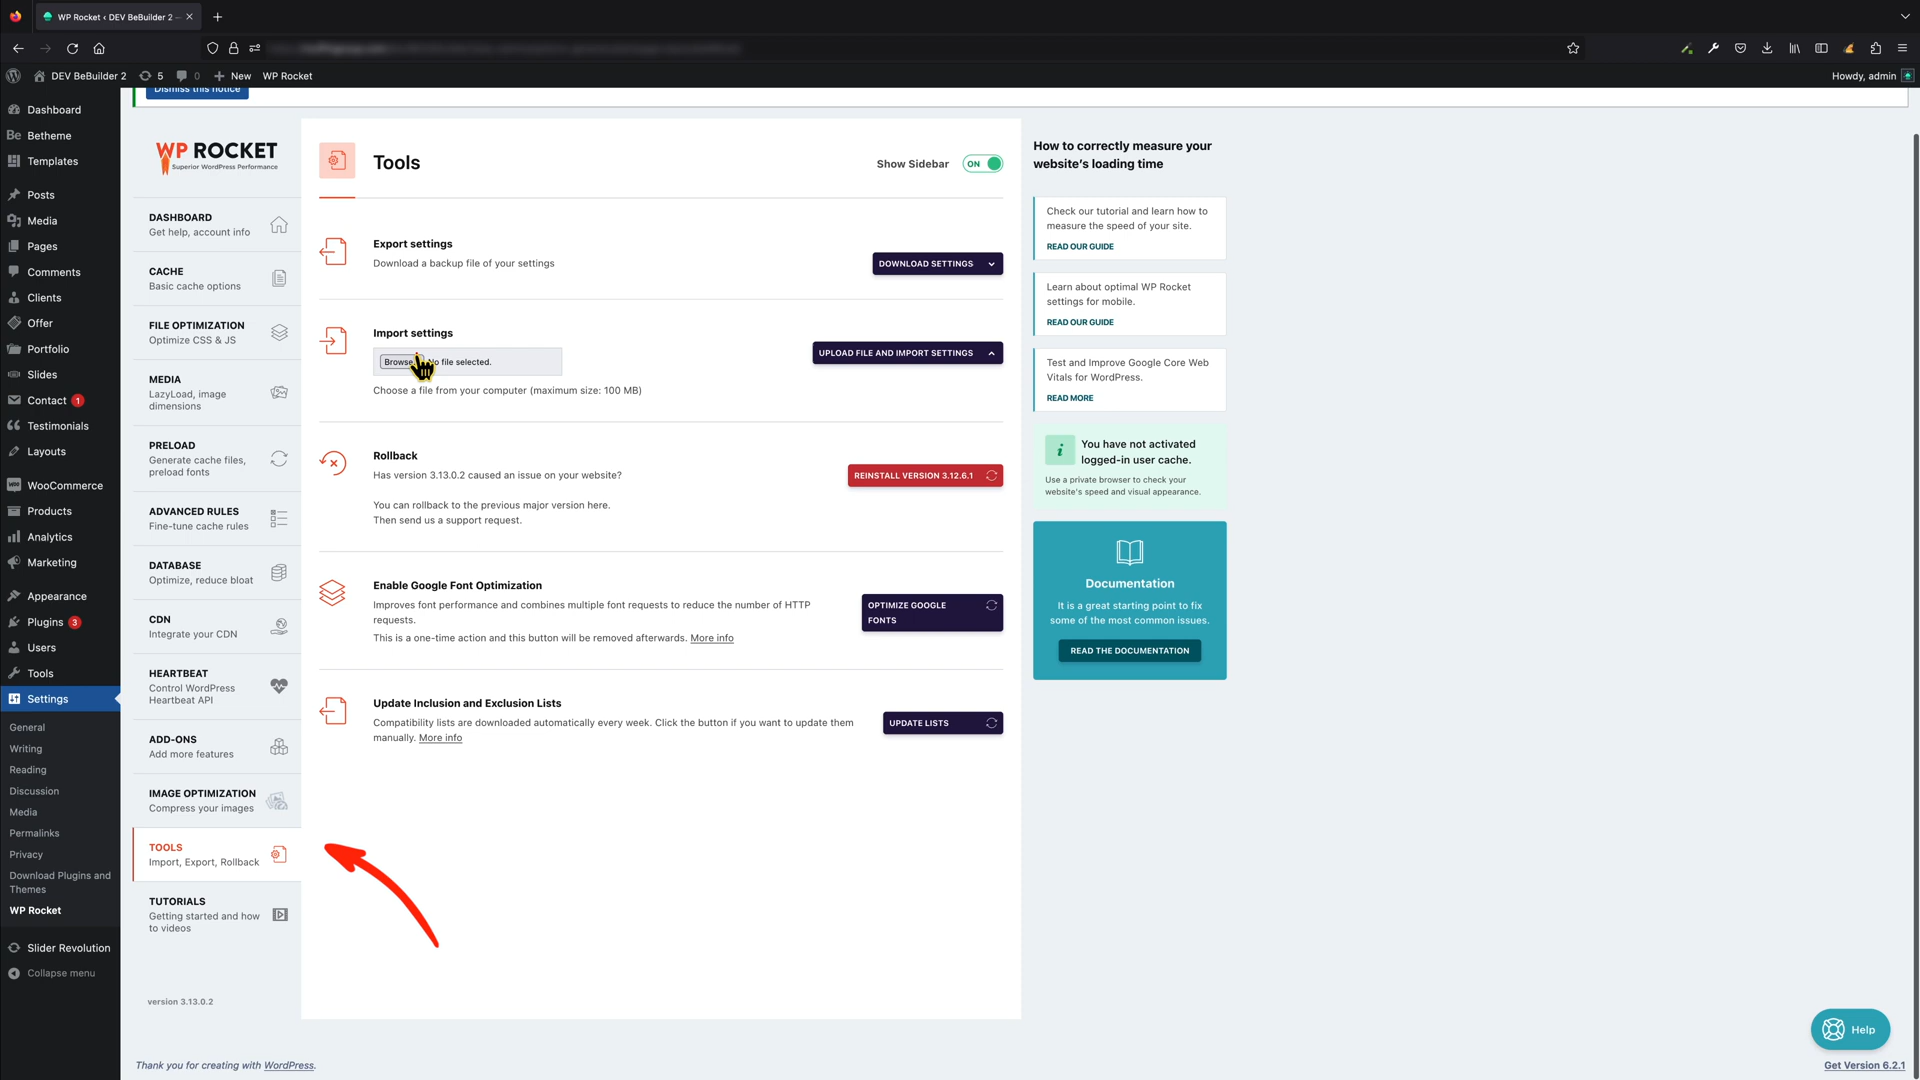 WP Rocket ‹ DEV BeBuilder 2 —
DEV BeBuilder 2
5
0
New
WP Rocket
Howdy, admin
Dismiss this notice
Dashboard
Betheme
Templates
Posts
Media
Pages
Comments
Clients
Offer
Portfolio
Slides
Contact 1
Testimonials
Layouts
WooCommerce
Products
Analytics
Marketing
Appearance
Plugins 3
Users
Tools
Settings
General
Writing
Reading
Discussion
Media
Permalinks
Privacy
Download Plugins and
Themes
WP Rocket
Slider Revolution
Collapse menu
WP ROCKET
Superior WordPress Performance
DASHBOARD
Get help, account info
CACHE
Basic cache options
FILE OPTIMIZATION
Optimize CSS & JS
MEDIA
LazyLoad, image
dimensions
PRELOAD
Generate cache files,
preload fonts
ADVANCED RULES
Fine-tune cache rules
DATABASE
Optimize, reduce bloat
CDN
Integrate your CDN
HEARTBEAT
Control WordPress
Heartbeat API
ADD-ONS
Add more features
IMAGE OPTIMIZATION
Compress your images
TOOLS
Import, Export, Rollback
TUTORIALS
Getting started and how
to videos
version 3.13.0.2
Tools
Show Sidebar
ON
Export settings
Download a backup file of your settings
DOWNLOAD SETTINGS
Import settings
file selected.
UPLOAD FILE AND IMPORT SETTINGS
Choose a file from your computer (maximum size: 100 MB)
Rollback
Has version 3.13.0.2 caused an issue on your website?
REINSTALL VERSION 3.12.6.1
You can rollback to the previous major version here.
Then send us a support request.
Enable Google Font Optimization
Improves font performance and combines multiple font requests to reduce the number of HTTP
requests.
This is a one-time action and this button will be removed afterwards. More info
OPTIMIZE GOOGLE
FONTS
Update Inclusion and Exclusion Lists
Compatibility lists are downloaded automatically every week. Click the button if you want to update them
manually. More info
UPDATE LISTS
How to correctly measure your
website's loading time
Check our tutorial and learn how to
measure the speed of your site.
READ OUR GUIDE
Learn about optimal WP Rocket
settings for mobile.
READ OUR GUIDE
Test and Improve Google Core Web
Vitals for WordPress.
READ MORE
You have not activated
logged-in user cache.
Use a private browser to check your
website's speed and visual appearance.
Documentation
It is a great starting point to fix
some of the most common issues.
READ THE DOCUMENTATION
Help
Thank you for creating with WordPress.
Get Version 6.2.1